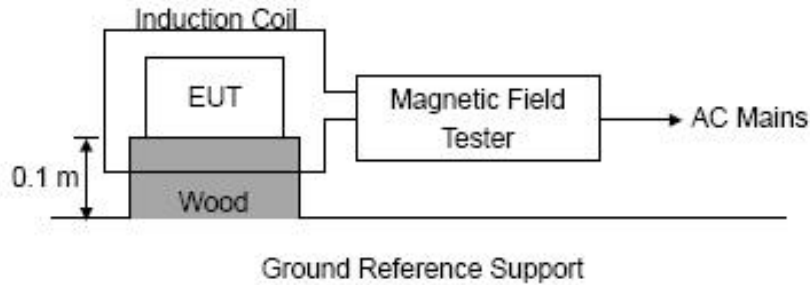 Induction Coil
EUT
Magnetic Field
Tester
AC Mains
0.1 m
Wood
Ground Reference Support